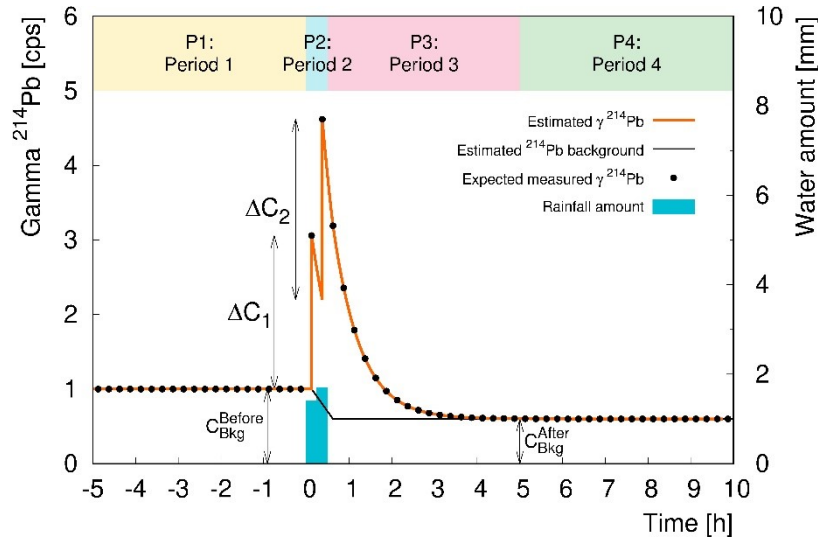 P1:
Period 1
P2:
Period 2
P3:
Period 3
P4:
Period 4
Gamma ²¹⁴Pb [cps]
6
5
4
3
2
1
0
Water amount [mm]
10
8
6
4
2
0
Estimated γ ²¹⁴Pb
Estimated ²¹⁴Pb background
Expected measured γ ²¹⁴Pb
Rainfall amount
ΔC₂
ΔC₁
C_Bkg^Before
C_Bkg^After
-5 -4 -3 -2 -1 0 1 2 3 4 5 6 7 8 9 10
Time [h]